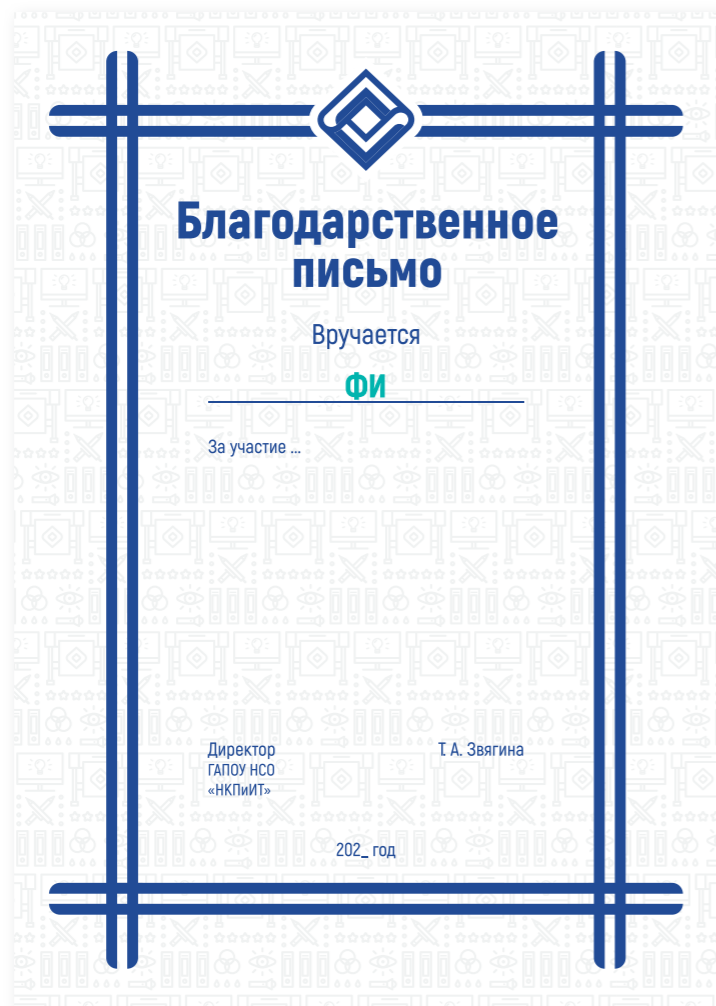 Благодарственное
письмо
Вручается
ФИ
За участие ...
Директор Т. А. Звягина
ГАПОУ НСО
«НКПиИТ»
202_ год